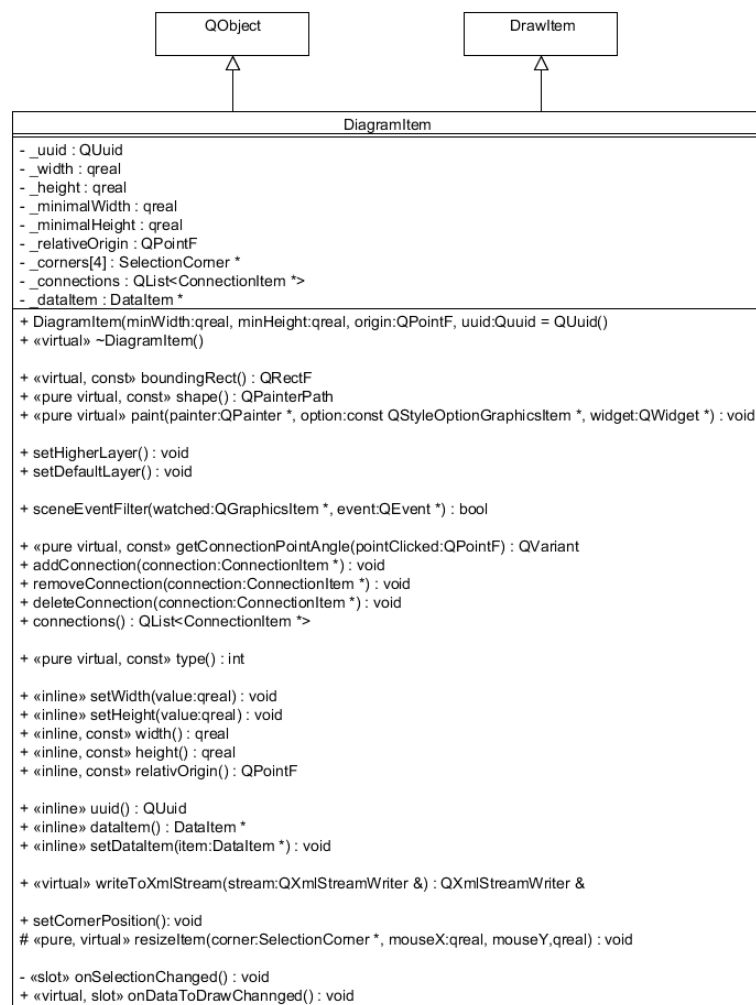 QObject
DrawItem
DiagramItem
- _uuid : QUuid
- _width : qreal
- _height : qreal
- _minimalWidth : qreal
- _minimalHeight : qreal
- _relativeOrigin : QPointF
- _corners[4] : SelectionCorner *
- _connections : QList<ConnectionItem *>
- _dataItem : DataItem *
+ DiagramItem(minWidth:qreal, minHeight:qreal, origin:QPointF, uuid:Quuid = QUuid()
+ «virtual» ~DiagramItem()
+ «virtual, const» boundingRect() : QRectF
+ «pure virtual, const» shape() : QPainterPath
+ «pure virtual» paint(painter:QPainter *, option:const QStyleOptionGraphicsItem *, widget:QWidget *) : void
+ setHigherLayer() : void
+ setDefaultLayer() : void
+ sceneEventFilter(watched:QGraphicsItem *, event:QEvent *) : bool
+ «pure virtual, const» getConnectionPointAngle(pointClicked:QPointF) : QVariant
+ addConnection(connection:ConnectionItem *) : void
+ removeConnection(connection:ConnectionItem *) : void
+ deleteConnection(connection:ConnectionItem *) : void
+ connections() : QList<ConnectionItem *>
+ «pure virtual, const» type() : int
+ «inline» setWidth(value:qreal) : void
+ «inline» setHeight(value:qreal) : void
+ «inline, const» width() : qreal
+ «inline, const» height() : qreal
+ «inline, const» relativOrigin() : QPointF
+ «inline» uuid() : QUuid
+ «inline» dataItem() : DataItem *
+ «inline» setDataItem(item:DataItem *) : void
+ «virtual» writeToXmlStream(stream:QXmlStreamWriter &) : QXmlStreamWriter &
+ setCornerPosition(): void
# «pure, virtual» resizeItem(corner:SelectionCorner *, mouseX:qreal, mouseY,qreal) : void
- «slot» onSelectionChanged() : void
+ «virtual, slot» onDataToDrawChannged() : void